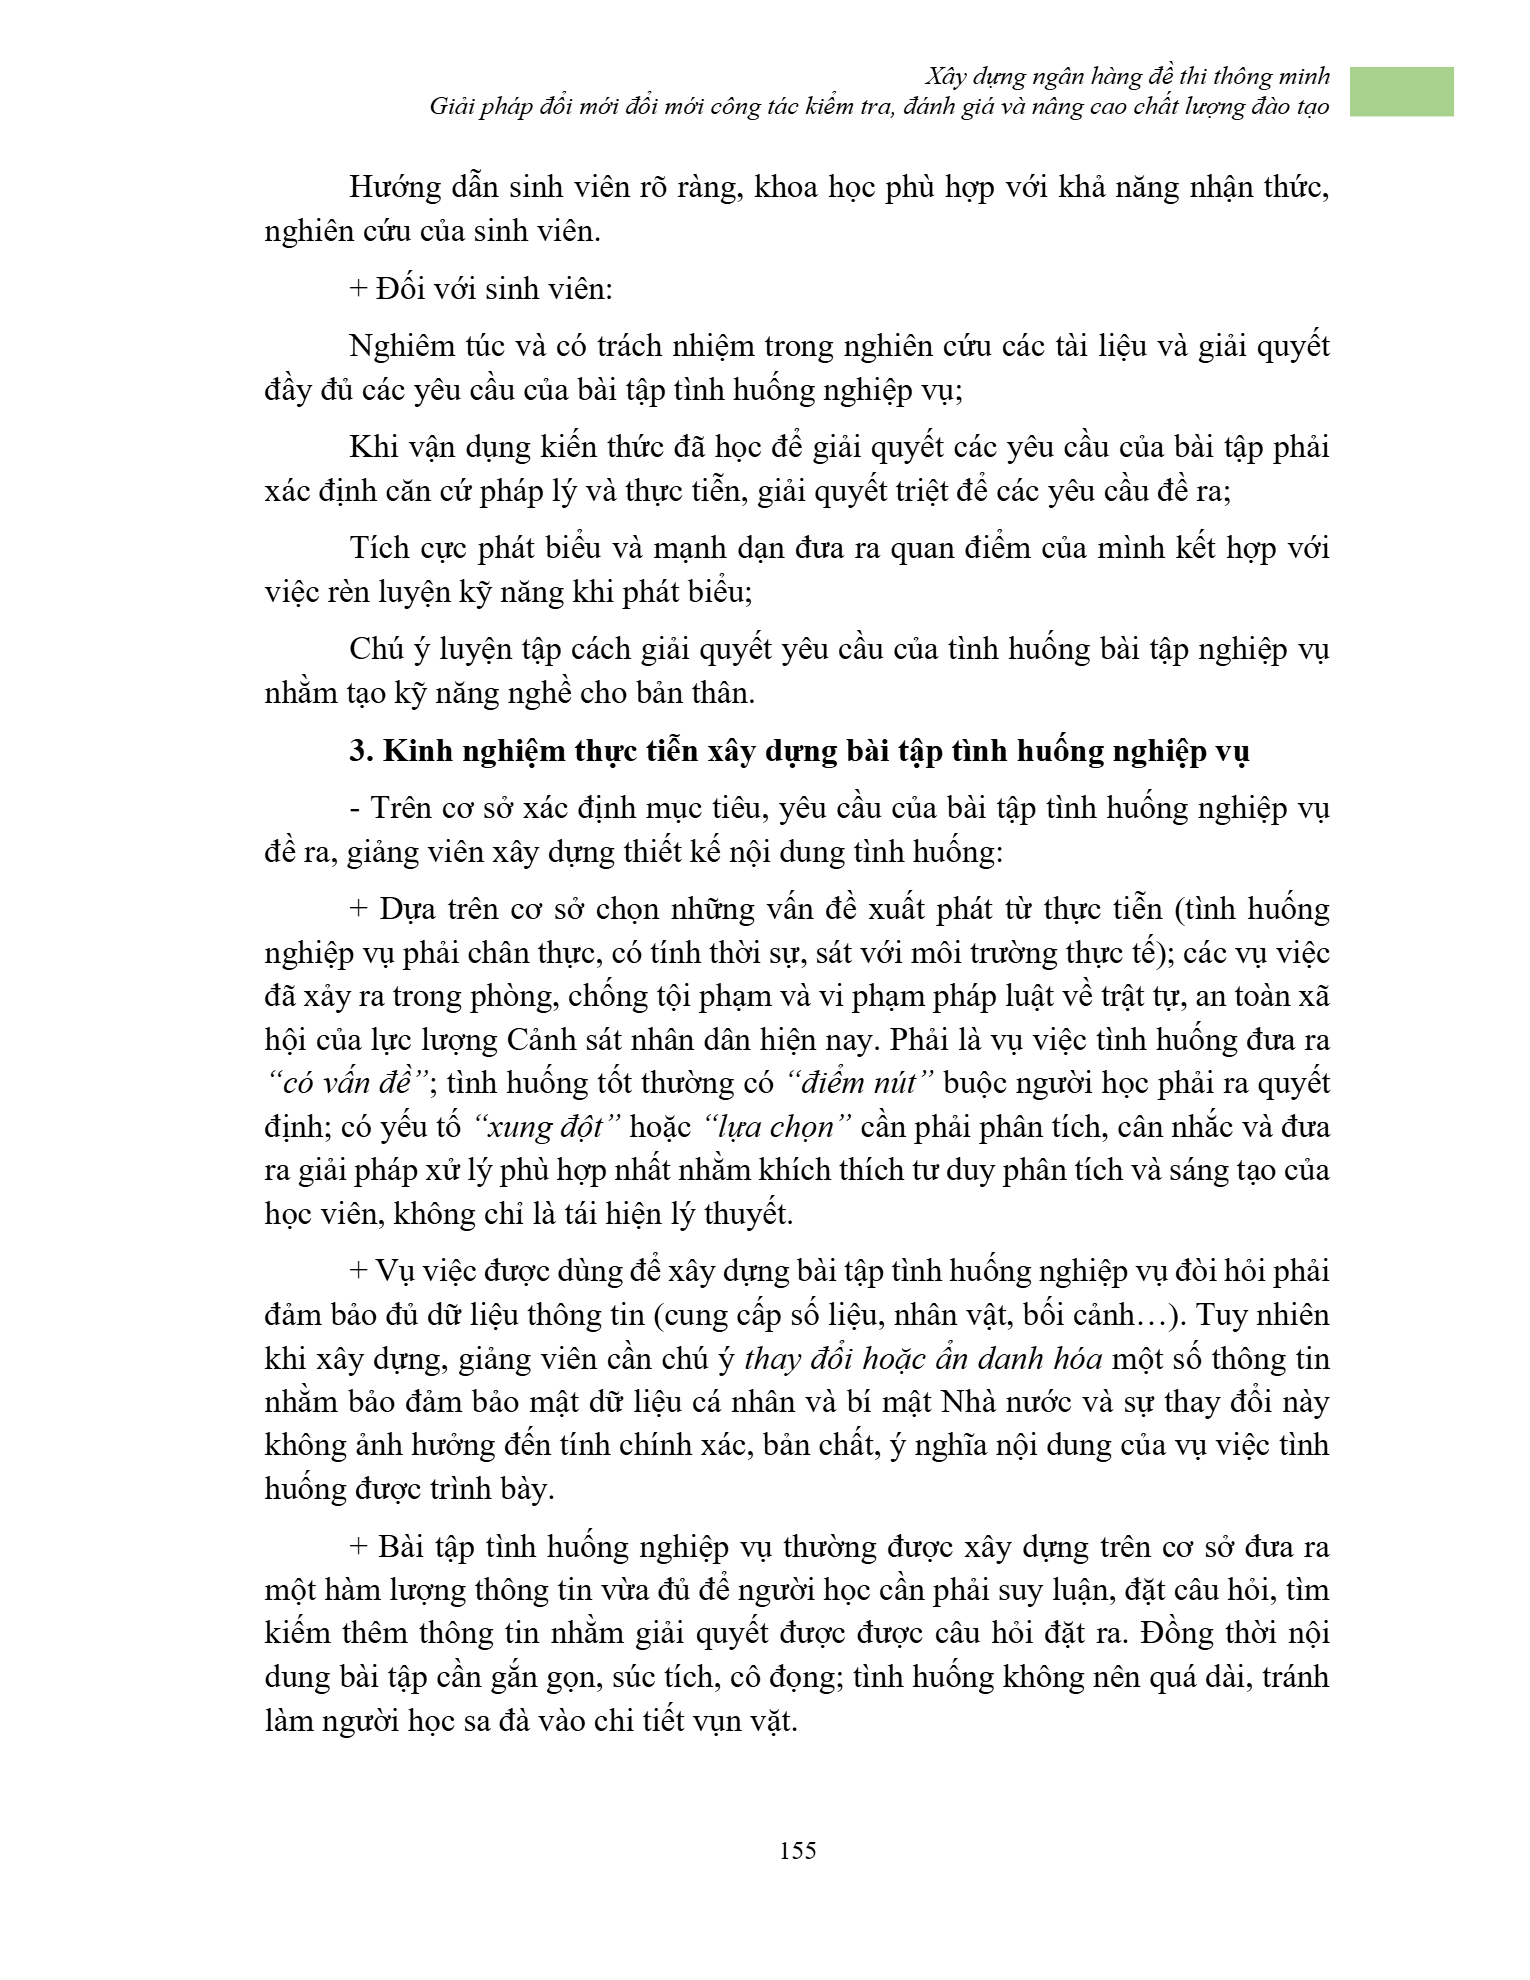 Xây dựng ngân hàng đề thi thông minh
Giải pháp đổi mới đổi mới công tác kiểm tra, đánh giá và nâng cao chất lượng đào tạo
Hướng dẫn sinh viên rõ ràng, khoa học phù hợp với khả năng nhận thức,
nghiên cứu của sinh viên.
+ Đối với sinh viên:
Nghiêm túc và có trách nhiệm trong nghiên cứu các tài liệu và giải quyết
đầy đủ các yêu cầu của bài tập tình huống nghiệp vụ;
Khi vận dụng kiến thức đã học để giải quyết các yêu cầu của bài tập phải
xác định căn cứ pháp lý và thực tiễn, giải quyết triệt để các yêu cầu đề ra;
Tích cực phát biểu và mạnh dạn đưa ra quan điểm của mình kết hợp với
việc rèn luyện kỹ năng khi phát biểu;
Chú ý luyện tập cách giải quyết yêu cầu của tình huống bài tập nghiệp vụ
nhằm tạo kỹ năng nghề cho bản thân.
3. Kinh nghiệm thực tiễn xây dựng bài tập tình huống nghiệp vụ
- Trên cơ sở xác định mục tiêu, yêu cầu của bài tập tình huống nghiệp vụ
đề ra, giảng viên xây dựng thiết kế nội dung tình huống:
+ Dựa trên cơ sở chọn những vấn đề xuất phát từ thực tiễn (tình huống
nghiệp vụ phải chân thực, có tính thời sự, sát với môi trường thực tế); các vụ việc
đã xảy ra trong phòng, chống tội phạm và vi phạm pháp luật về trật tự, an toàn xã
hội của lực lượng Cảnh sát nhân dân hiện nay. Phải là vụ việc tình huống đưa ra
“có vấn đề”; tình huống tốt thường có “điểm nút” buộc người học phải ra quyết
định; có yếu tố “xung đột” hoặc “lựa chọn” cần phải phân tích, cân nhắc và đưa
ra giải pháp xử lý phù hợp nhất nhằm khích thích tư duy phân tích và sáng tạo của
học viên, không chỉ là tái hiện lý thuyết.
+ Vụ việc được dùng để xây dựng bài tập tình huống nghiệp vụ đòi hỏi phải
đảm bảo đủ dữ liệu thông tin (cung cấp số liệu, nhân vật, bối cảnh…). Tuy nhiên
khi xây dựng, giảng viên cần chú ý thay đổi hoặc ẩn danh hóa một số thông tin
nhằm bảo đảm bảo mật dữ liệu cá nhân và bí mật Nhà nước và sự thay đổi này
không ảnh hưởng đến tính chính xác, bản chất, ý nghĩa nội dung của vụ việc tình
huống được trình bày.
+ Bài tập tình huống nghiệp vụ thường được xây dựng trên cơ sở đưa ra
một hàm lượng thông tin vừa đủ để người học cần phải suy luận, đặt câu hỏi, tìm
kiếm thêm thông tin nhằm giải quyết được được câu hỏi đặt ra. Đồng thời nội
dung bài tập cần gắn gọn, súc tích, cô đọng; tình huống không nên quá dài, tránh
làm người học sa đà vào chi tiết vụn vặt.
155